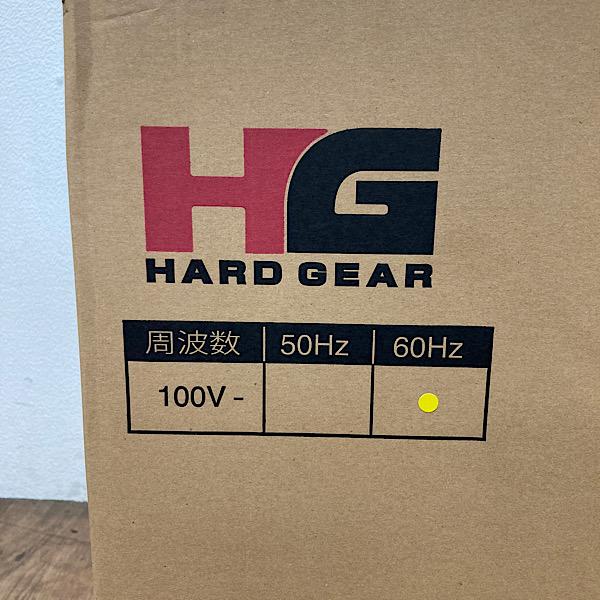 HG
HARD GEAR
周波数 50Hz 60Hz
100V -